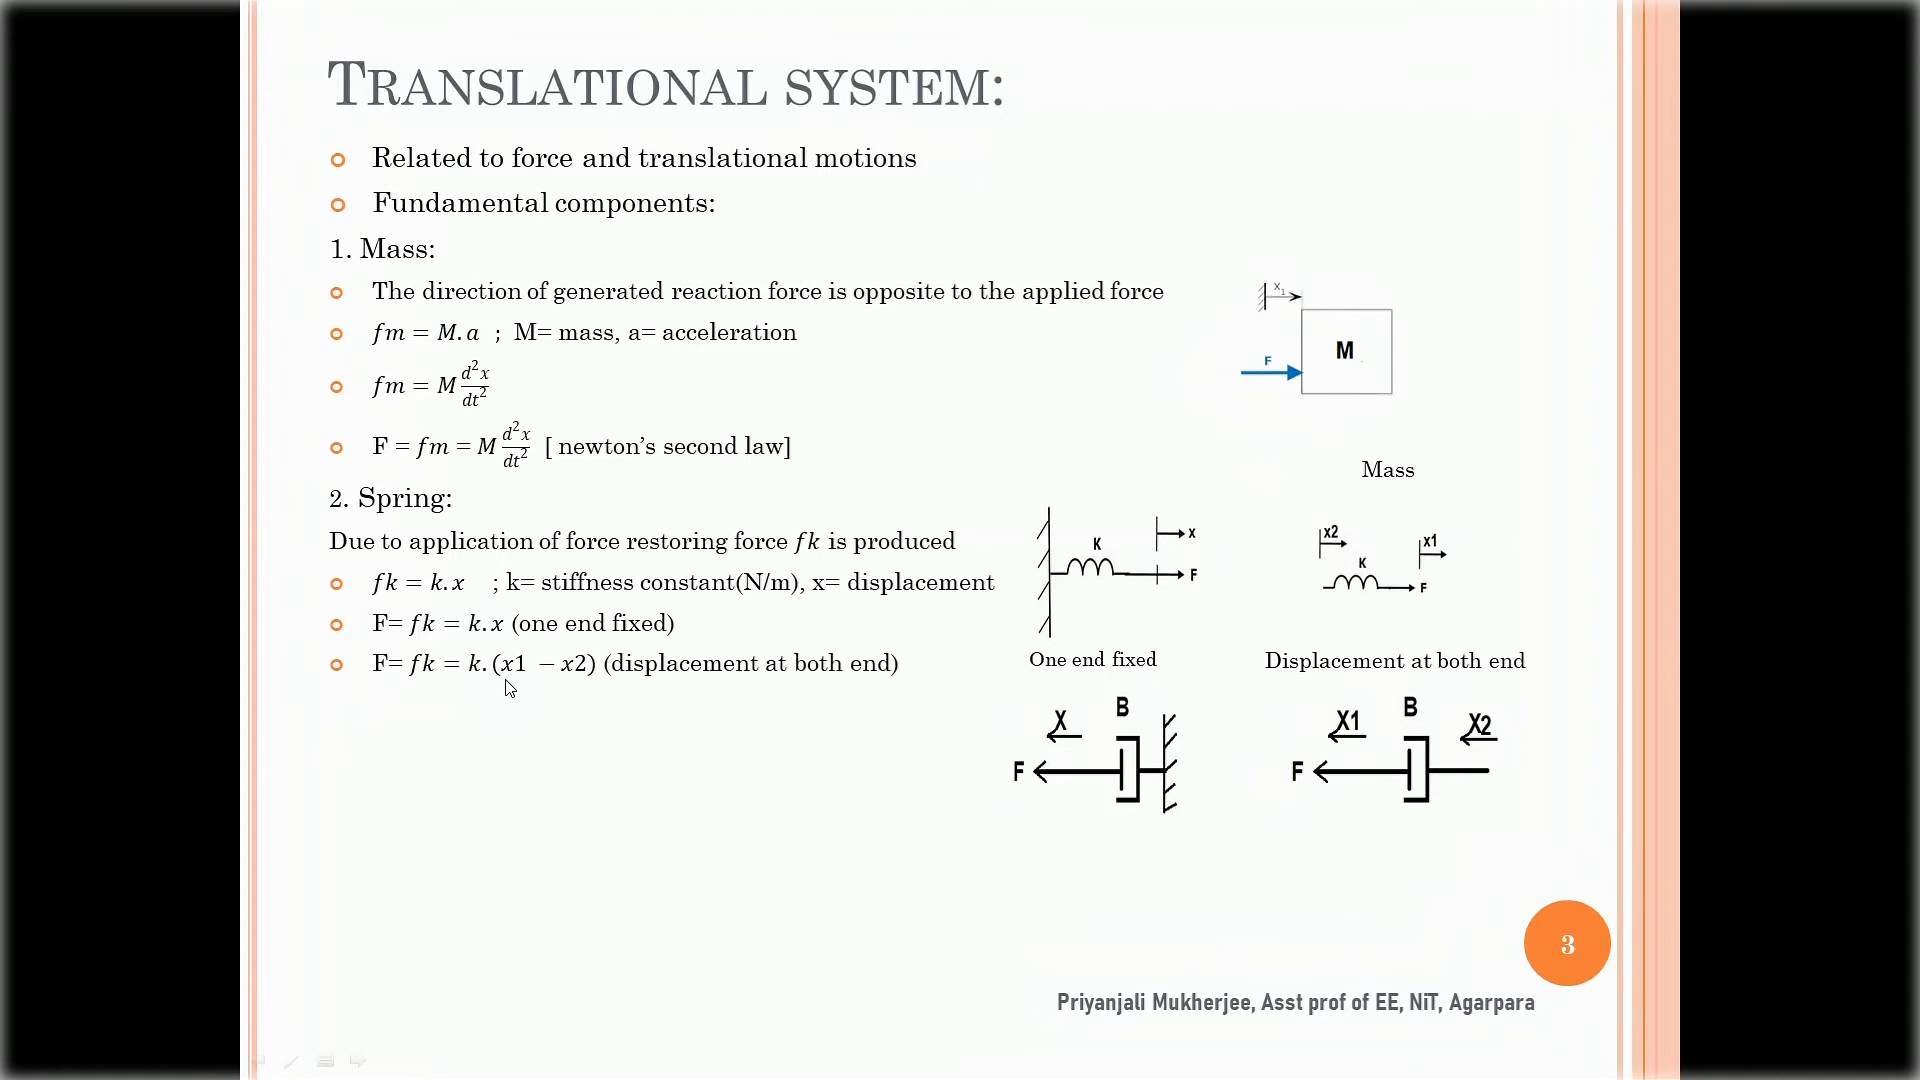 TRANSLATIONAL SYSTEM:
Related to force and translational motions
Fundamental components:
1. Mass:
The direction of generated reaction force is opposite to the applied force
fm = M.a ; M= mass, a= acceleration
fm = M d²x/dt²
F = fm = M d²x/dt² [ newton’s second law]
X1
F
M
Mass
2. Spring:
Due to application of force restoring force fk is produced
fk = k.x ; k= stiffness constant(N/m), x= displacement
F= fk = k.x (one end fixed)
F= fk = k.(x1 − x2) (displacement at both end)
K
x
F
One end fixed
x2
x1
K
F
Displacement at both end
X
B
F
X1
B
X2
F
3
Priyanjali Mukherjee, Asst prof of EE, NiT, Agarpara